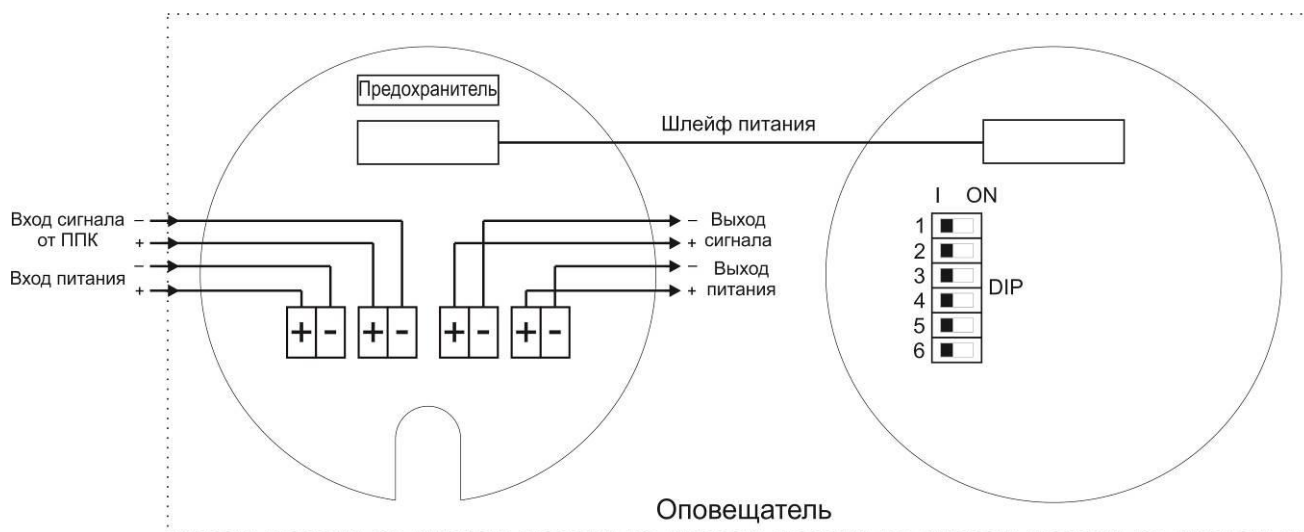 Предохранитель
Шлейф питания
I ON
Вход сигнала –
от ППК +
Вход питания –
+
– Выход
+ сигнала
– Выход
+ питания
+ - + - + - + -
1
2
3
4
5
6
DIP
Оповещатель